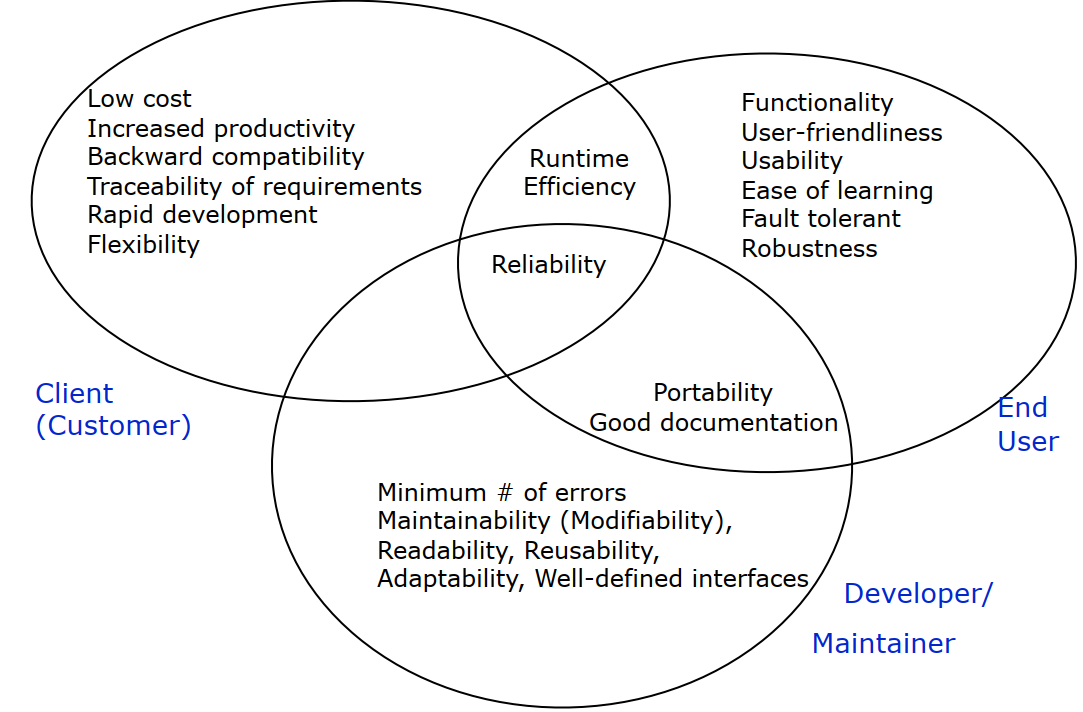 Low cost
Increased productivity
Backward compatibility
Traceability of requirements
Rapid development
Flexibility
Runtime
Efficiency
Functionality
User-friendliness
Usability
Ease of learning
Fault tolerant
Robustness
Reliability
Client
(Customer)
Portability
Good documentation
End
User
Minimum # of errors
Maintainability (Modifiability),
Readability, Reusability,
Adaptability, Well-defined interfaces
Developer/
Maintainer